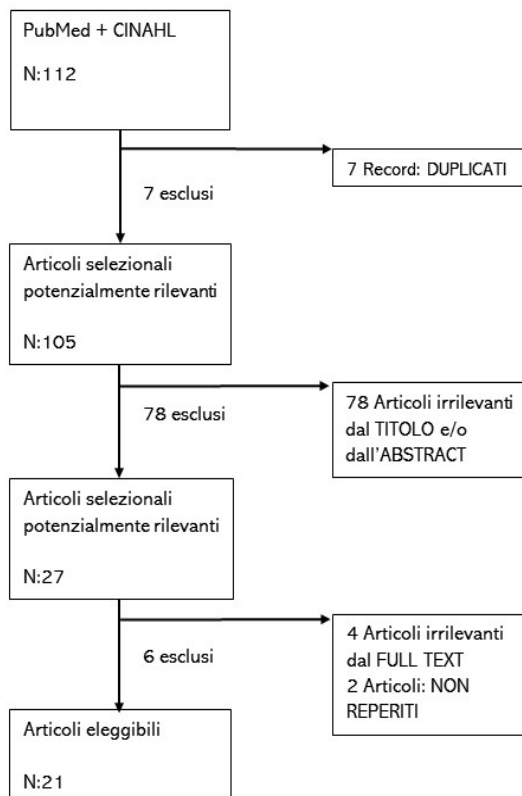 PubMed + CINAHL
N:112
7 Record: DUPLICATI
7 esclusi
Articoli selezionali
potenzialmente rilevanti
N:105
78 esclusi
78 Articoli irrilevanti
dal TITOLO e/o
dall'ABSTRACT
Articoli selezionali
potenzialmente rilevanti
N:27
6 esclusi
4 Articoli irrilevanti
dal FULL TEXT
2 Articoli: NON
REPERITI
Articoli eleggibili
N:21